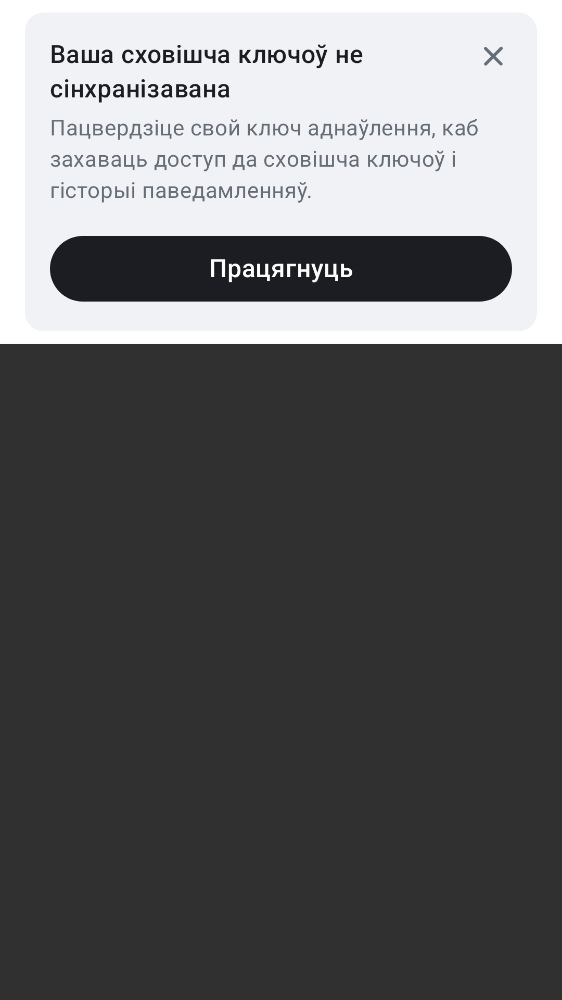 Ваша сховішча ключоў не
сінхранізавана
Пацвердзіце свой ключ аднаўлення, каб
захаваць доступ да сховішча ключоў і
гісторыі паведамленняў.
Працягнуць